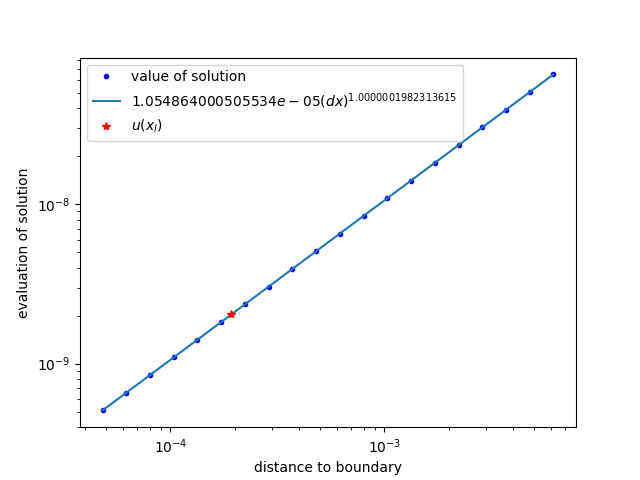 value of solution
1.054864000505534e − 05(dx)^1.0000001982313615
u(x_l)
evaluation of solution
10^−8
10^−9
10^−4
10^−3
distance to boundary